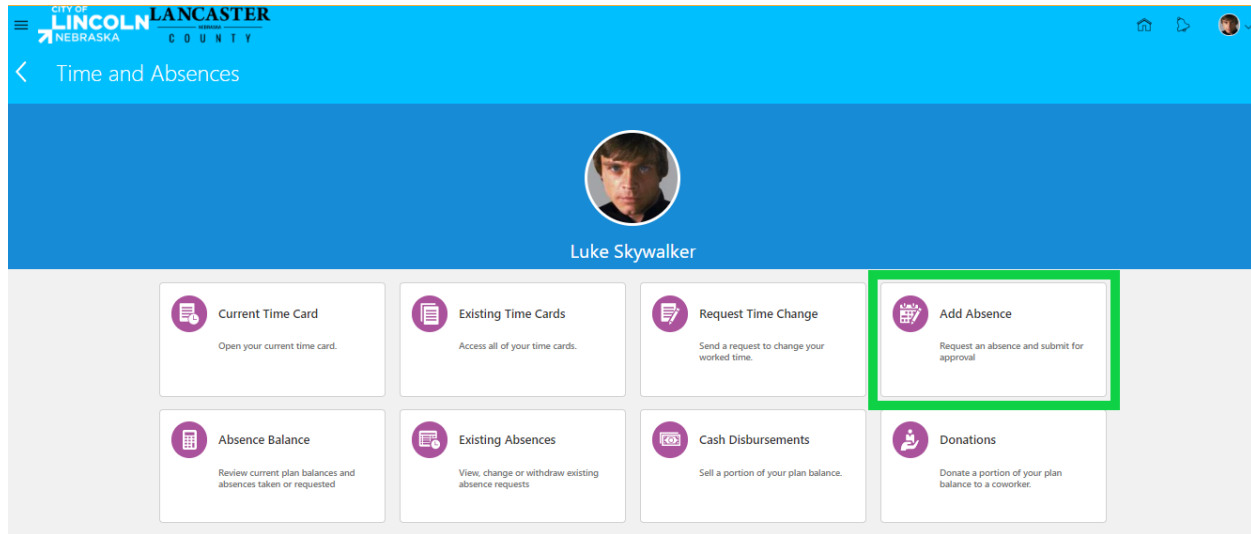 CITY OF
LINCOLN
NEBRASKA
LANCASTER
NEBRASKA
COUNTY
Time and Absences
Luke Skywalker
Current Time Card
Open your current time card.
Existing Time Cards
Access all of your time cards.
Request Time Change
Send a request to change your
worked time.
Add Absence
Request an absence and submit for
approval
Absence Balance
Review current plan balances and
absences taken or requested
Existing Absences
View, change or withdraw existing
absence requests
Cash Disbursements
Sell a portion of your plan balance.
Donations
Donate a portion of your plan
balance to a coworker.